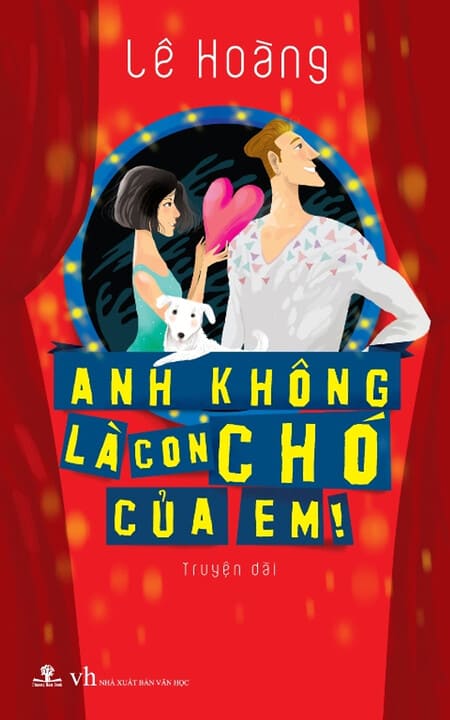 Lê Hoàng
ANH KHÔNG
LÀ CON CHÓ
CỦA EM!
Truyện dài
vh NHÀ XUẤT BẢN VĂN HỌC